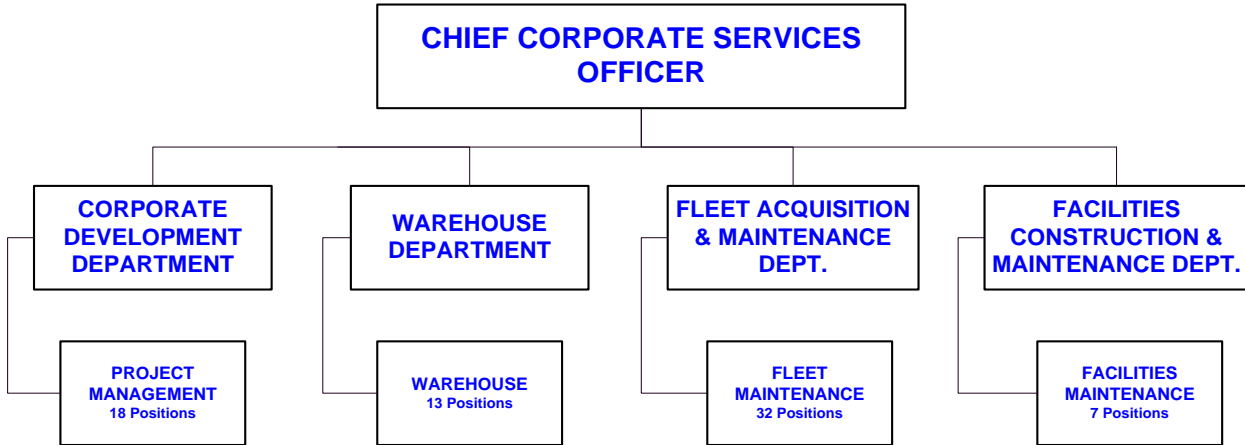 CHIEF CORPORATE SERVICES
OFFICER
CORPORATE
DEVELOPMENT
DEPARTMENT
WAREHOUSE
DEPARTMENT
FLEET ACQUISITION
& MAINTENANCE
DEPT.
FACILITIES
CONSTRUCTION &
MAINTENANCE DEPT.
PROJECT
MANAGEMENT
18 Positions
WAREHOUSE
13 Positions
FLEET
MAINTENANCE
32 Positions
FACILITIES
MAINTENANCE
7 Positions